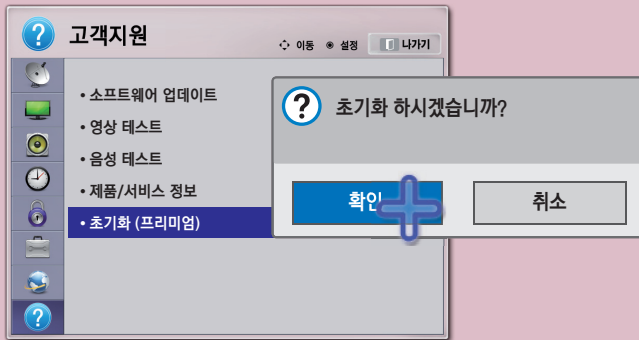 고객지원
이동 설정 나가기
• 소프트웨어 업데이트
• 영상 테스트
• 음성 테스트
• 제품/서비스 정보
• 초기화 (프리미엄)
초기화 하시겠습니까?
확인 취소